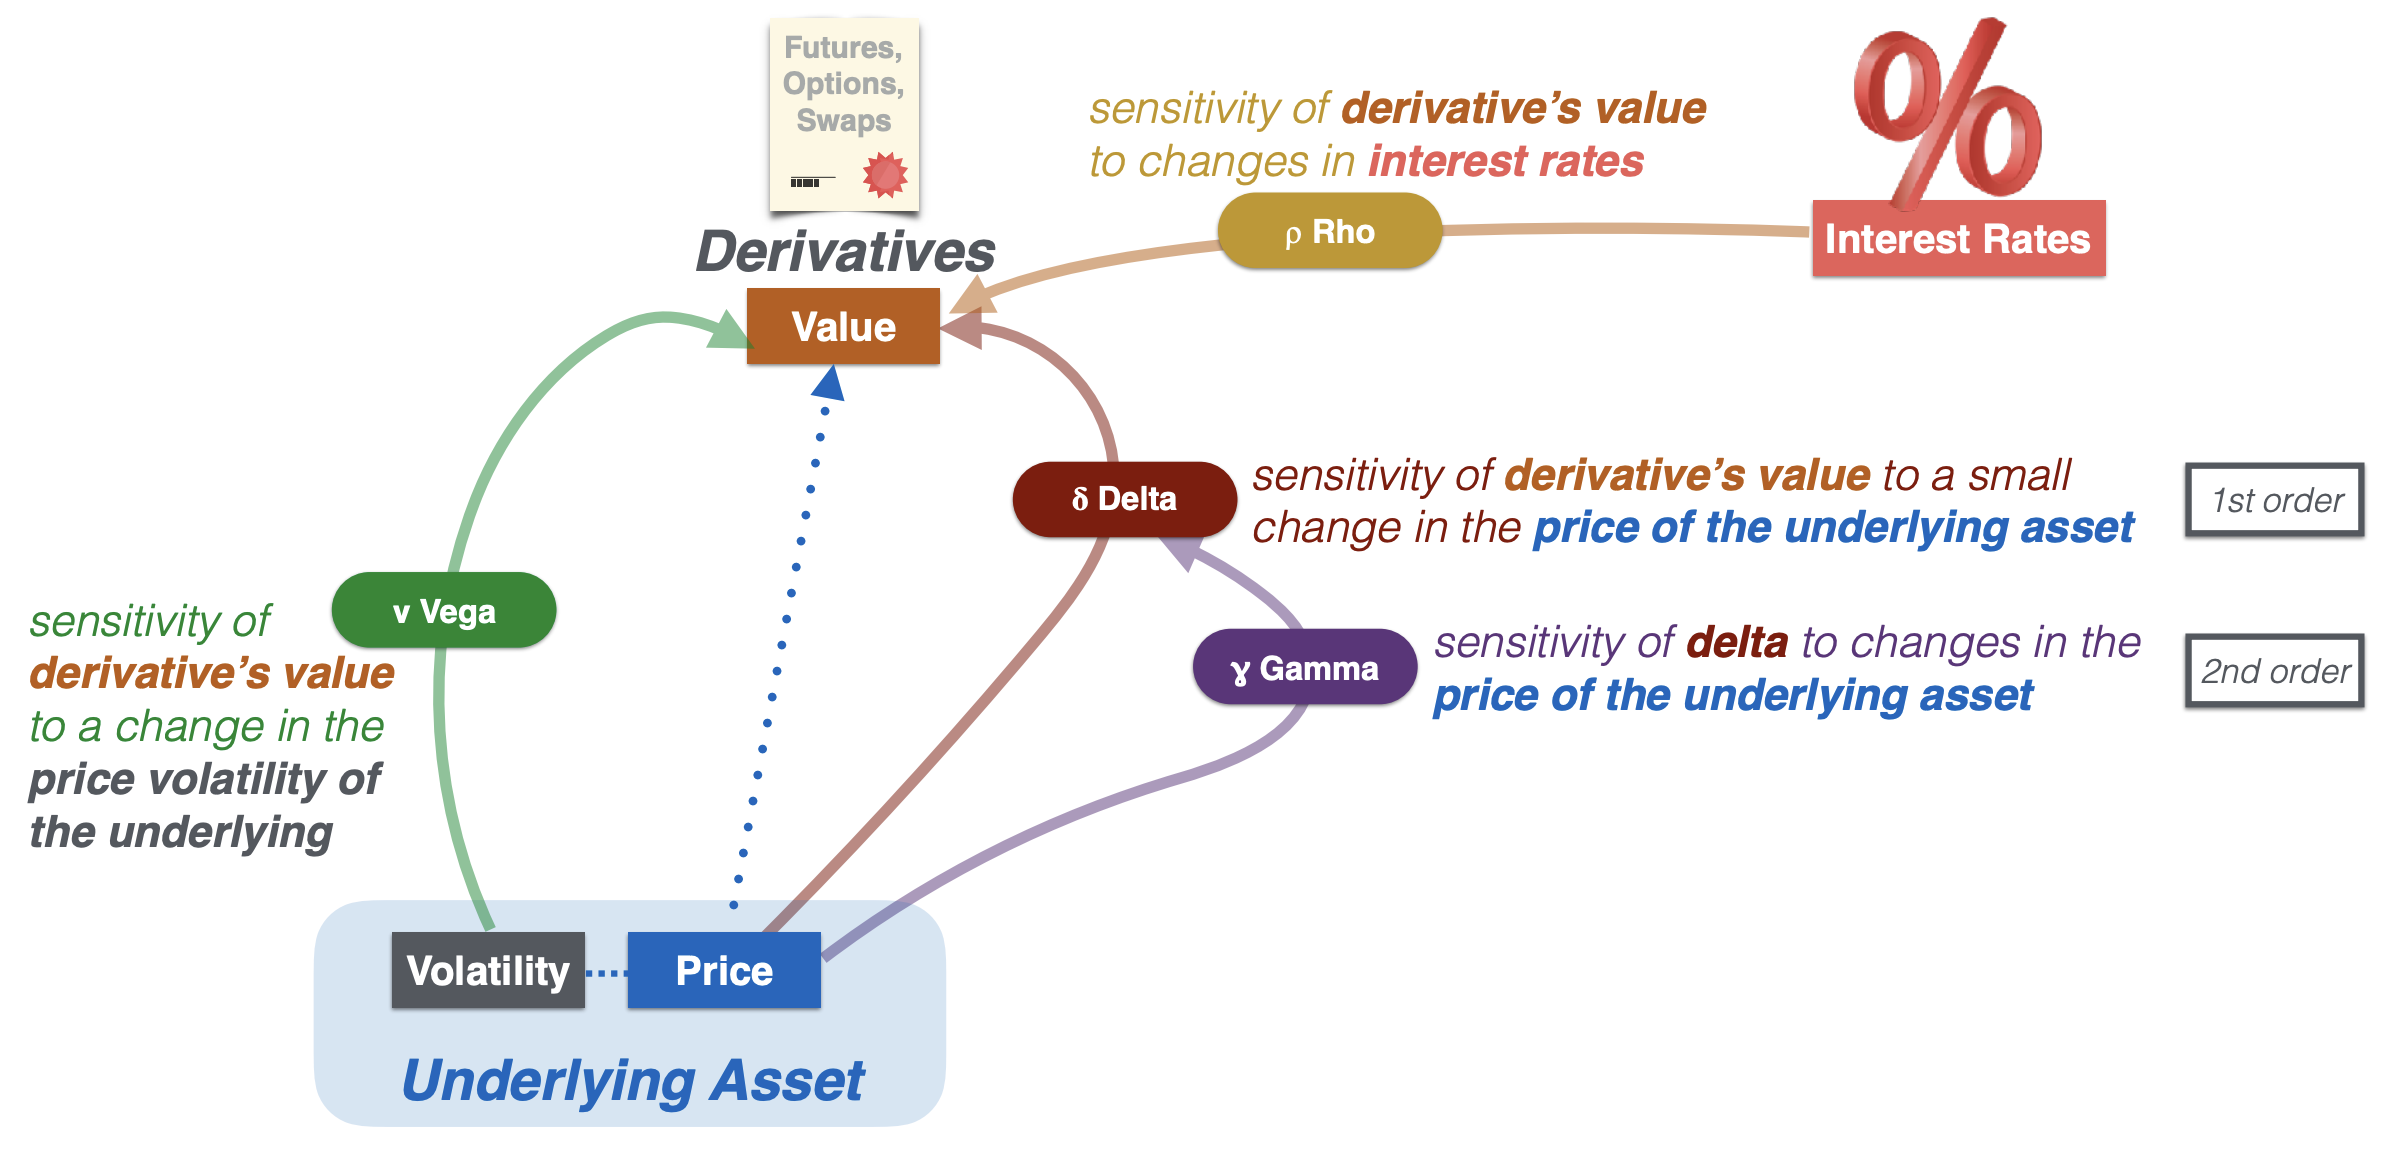 Futures,
Options,
Swaps
Derivatives
Value
sensitivity of derivative's value
to changes in interest rates
ρ Rho
%
Interest Rates
δ Delta
sensitivity of derivative's value to a small
change in the price of the underlying asset
1st order
ɣ Gamma
sensitivity of delta to changes in the
price of the underlying asset
2nd order
v Vega
sensitivity of
derivative's value
to a change in the
price volatility of
the underlying
Volatility
Price
Underlying Asset